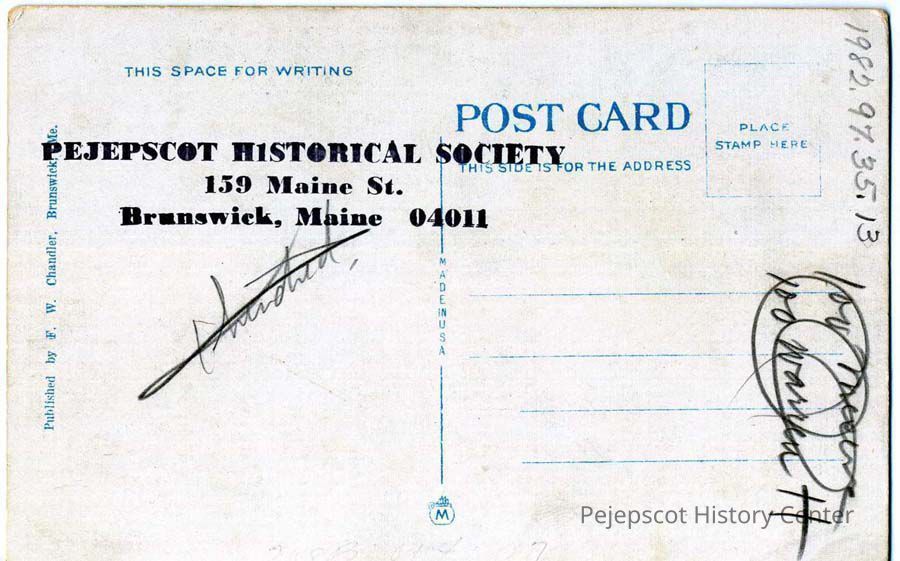 THIS SPACE FOR WRITING
POST CARD
THIS SIDE IS FOR THE ADDRESS
PLACE
STAMP HERE
PEJEPSCOT HISTORICAL SOCIETY
159 Maine St.
Brunswick, Maine 04011
Published by F. W. Chandler, Brunswick, Me.
MADE IN USA
M
1982.97.35.13
Warren
Pejepscot History Center